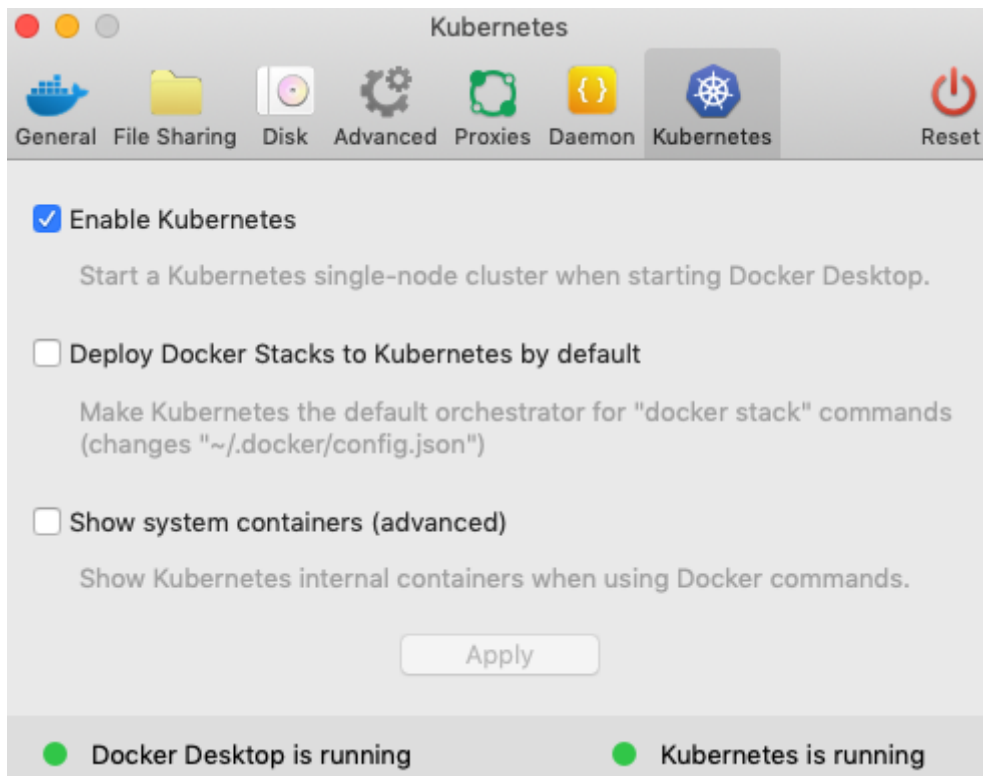 Kubernetes
General File Sharing Disk Advanced Proxies Daemon Kubernetes Reset
Enable Kubernetes
Start a Kubernetes single-node cluster when starting Docker Desktop.
Deploy Docker Stacks to Kubernetes by default
Make Kubernetes the default orchestrator for "docker stack" commands
(changes "~/.docker/config.json")
Show system containers (advanced)
Show Kubernetes internal containers when using Docker commands.
Apply
Docker Desktop is running Kubernetes is running